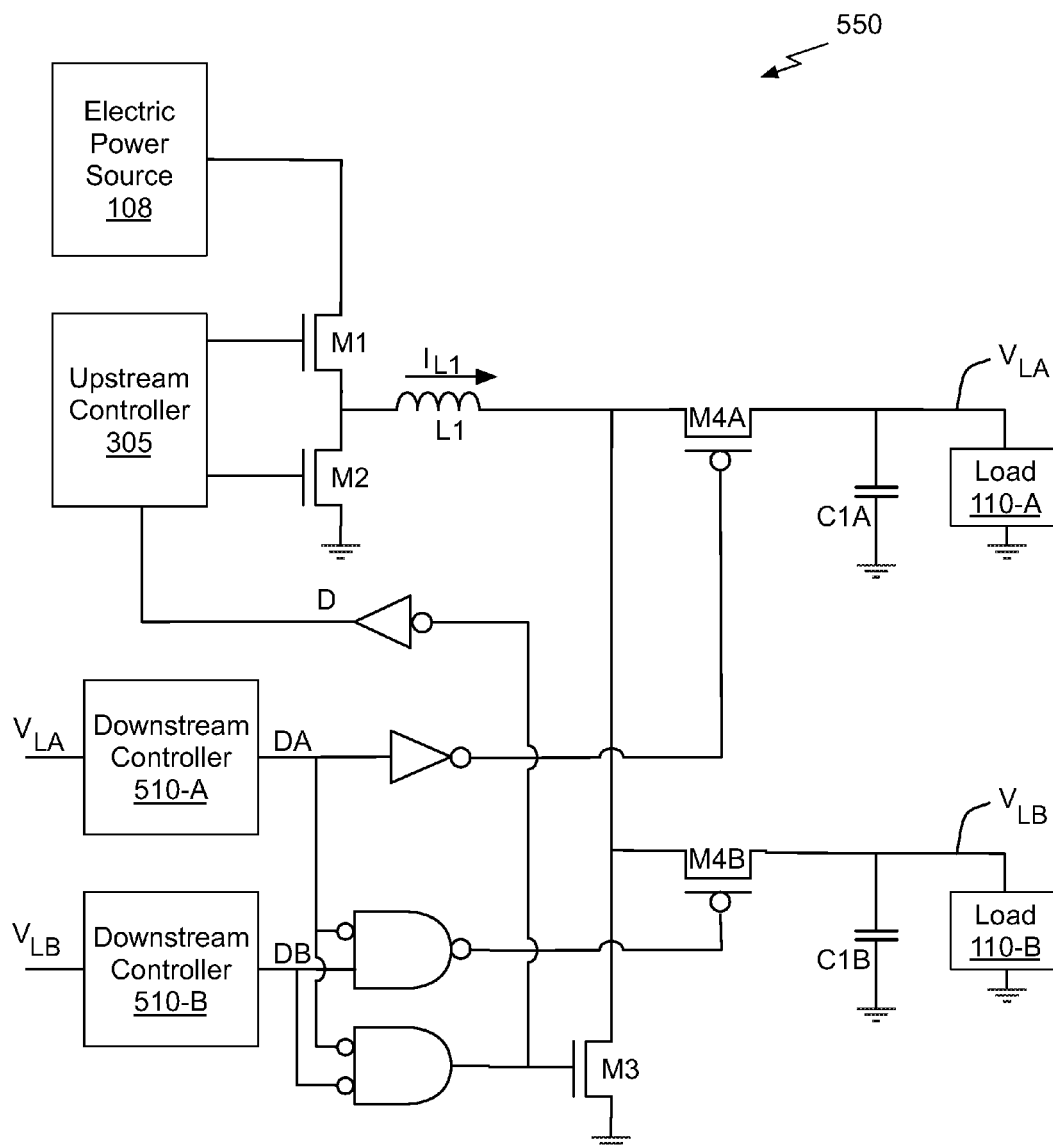 550
Electric
Power
Source
108
M1
Upstream
Controller
305
M2
I_L1
L1
M4A
V_LA
C1A
Load
110-A
D
V_LA
Downstream
Controller
510-A
DA
V_LB
M4B
V_LB
Downstream
Controller
510-B
DB
C1B
Load
110-B
M3